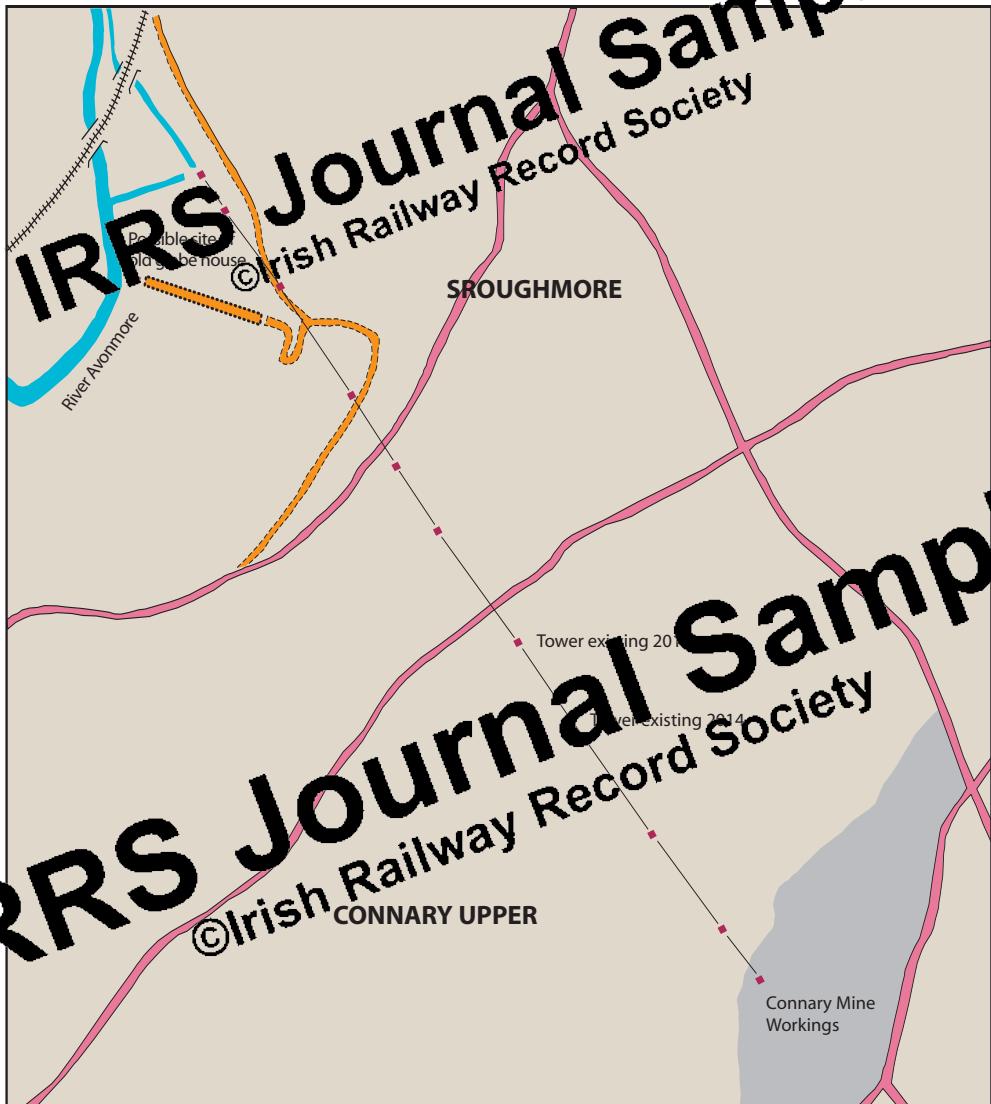 IRRS Journal Samp
©Irish Railway Record Society
Possible site of
old globe house
River Avonmore
SROUGHMORE
Tower existing 201
Tower existing 2014
IRRS Journal Samp
©Irish Railway Record Society
CONNARY UPPER
Connary Mine
Workings